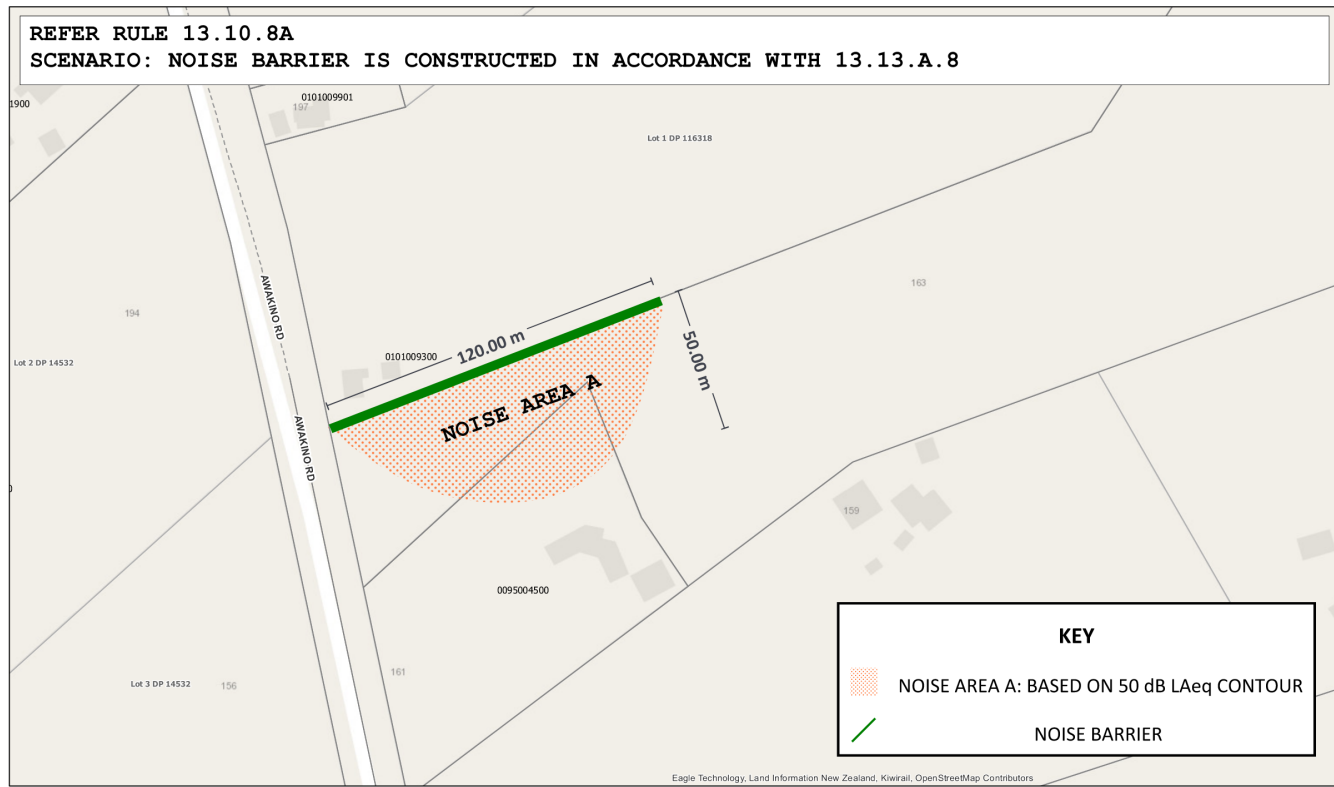 REFER RULE 13.10.8A
SCENARIO: NOISE BARRIER IS CONSTRUCTED IN ACCORDANCE WITH 13.13.A.8
1900
0101009901
197
Lot 1 DP 116318
163
194
AWAKINO RD
Lot 2 DP 14532
0101009300
120.00 m
50.00 m
NOISE AREA A
AWAKINO RD
159
0095004500
161
Lot 3 DP 14532
156
KEY
NOISE AREA A: BASED ON 50 dB LAeq CONTOUR
NOISE BARRIER
Eagle Technology, Land Information New Zealand, Kiwirail, OpenStreetMap Contributors